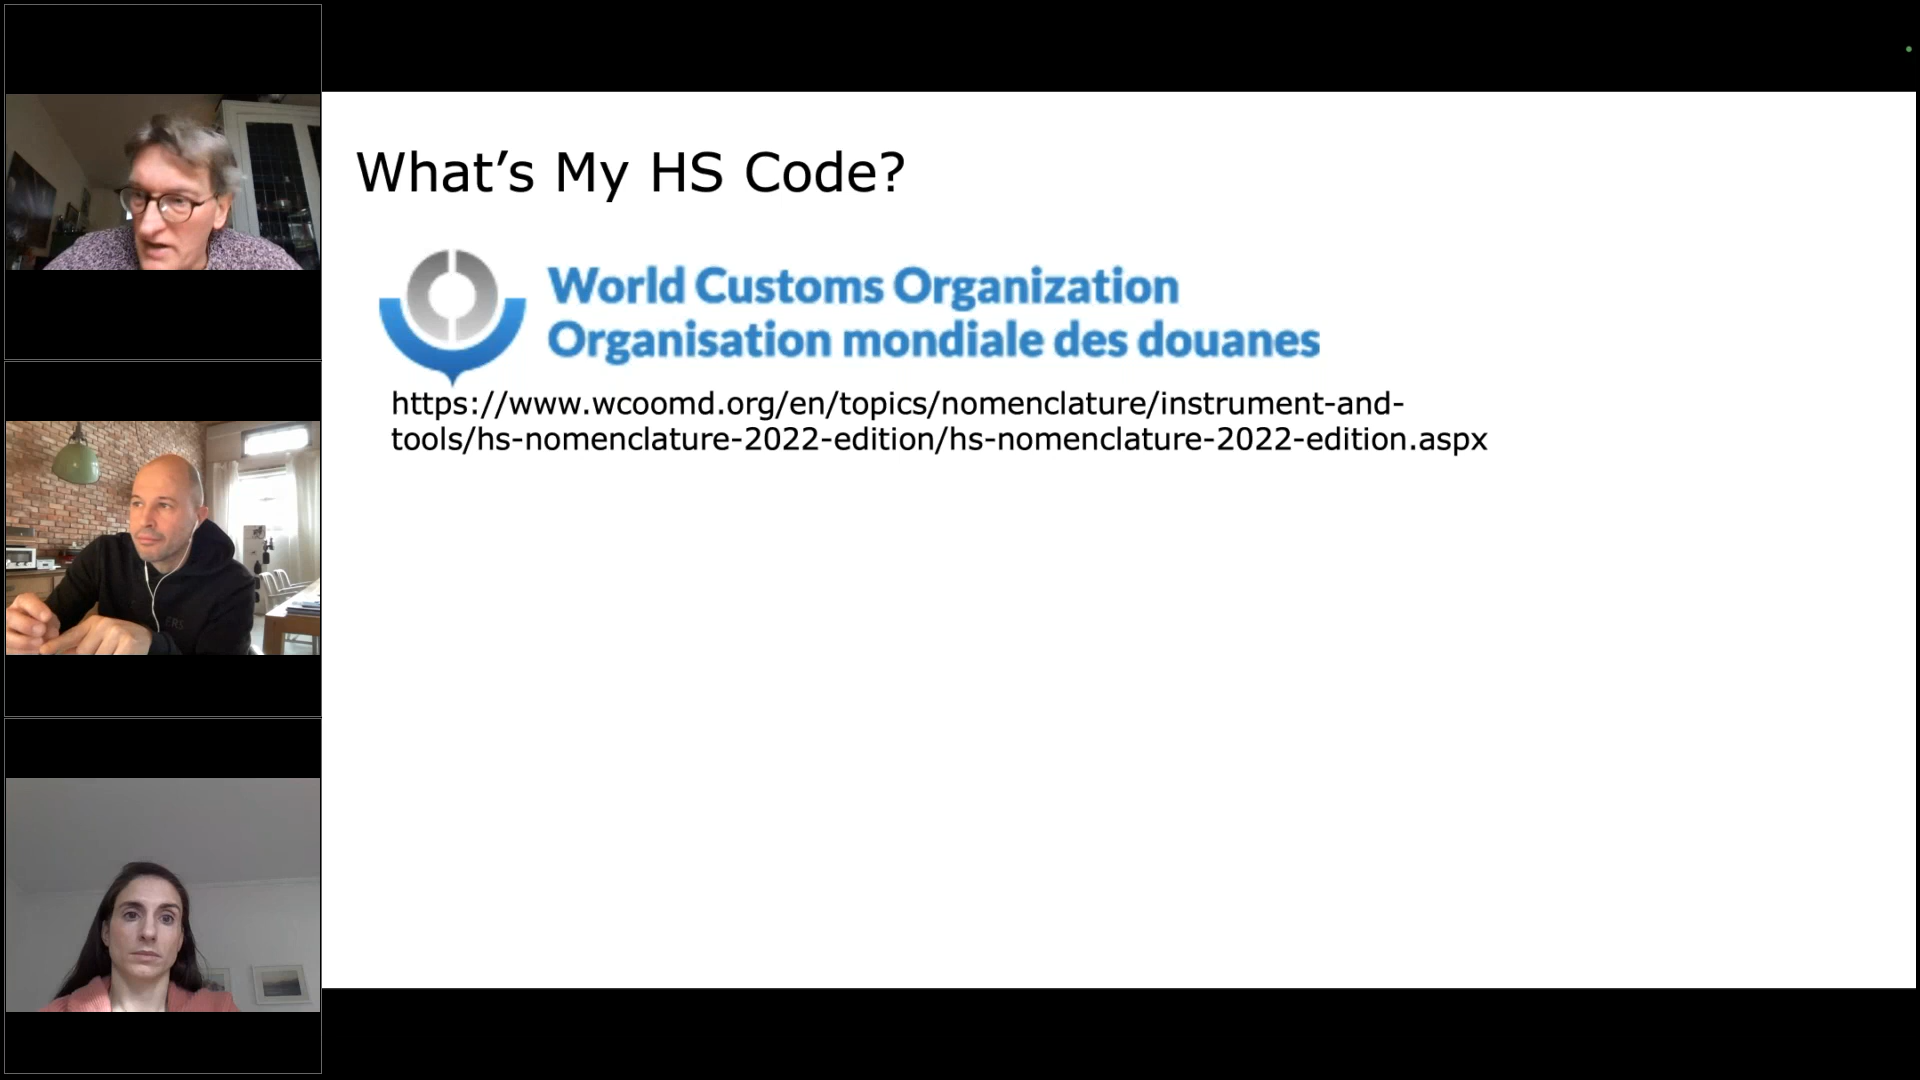 What’s My HS Code?
World Customs Organization
Organisation mondiale des douanes
https://www.wcoomd.org/en/topics/nomenclature/instrument-and-
tools/hs-nomenclature-2022-edition/hs-nomenclature-2022-edition.aspx